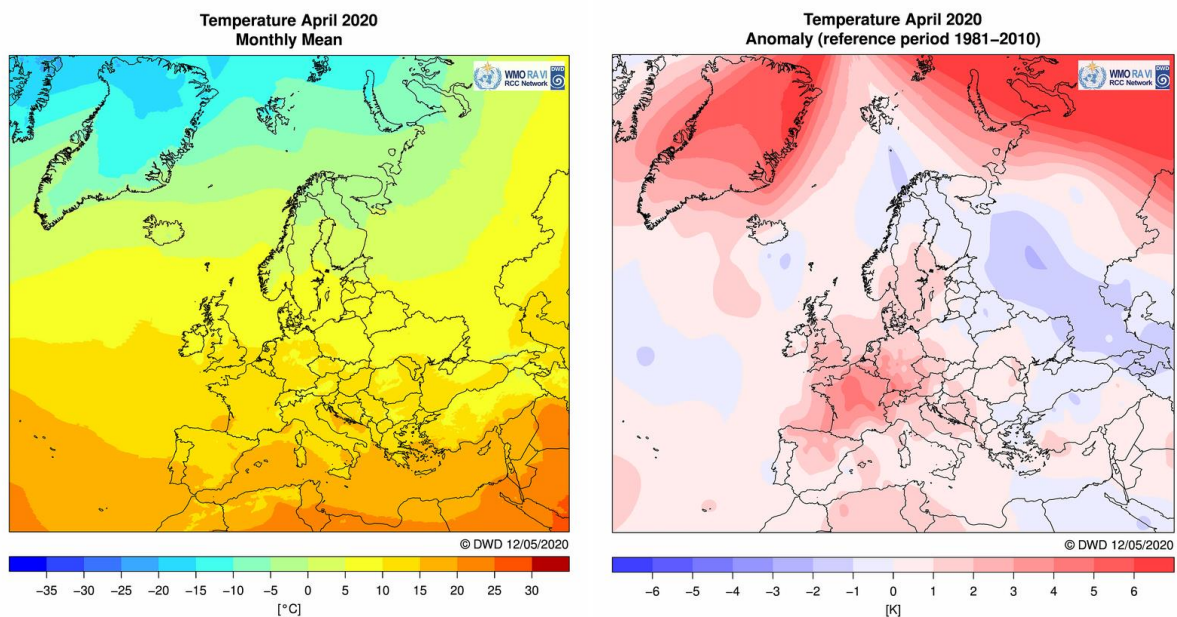 Temperature April 2020
Monthly Mean
WMO RA VI
RCC Network
DWD
© DWD 12/05/2020
−35 −30 −25 −20 −15 −10 −5 0 5 10 15 20 25 30
[°C]
Temperature April 2020
Anomaly (reference period 1981−2010)
WMO RA VI
RCC Network
DWD
© DWD 12/05/2020
−6 −5 −4 −3 −2 −1 0 1 2 3 4 5 6
[K]